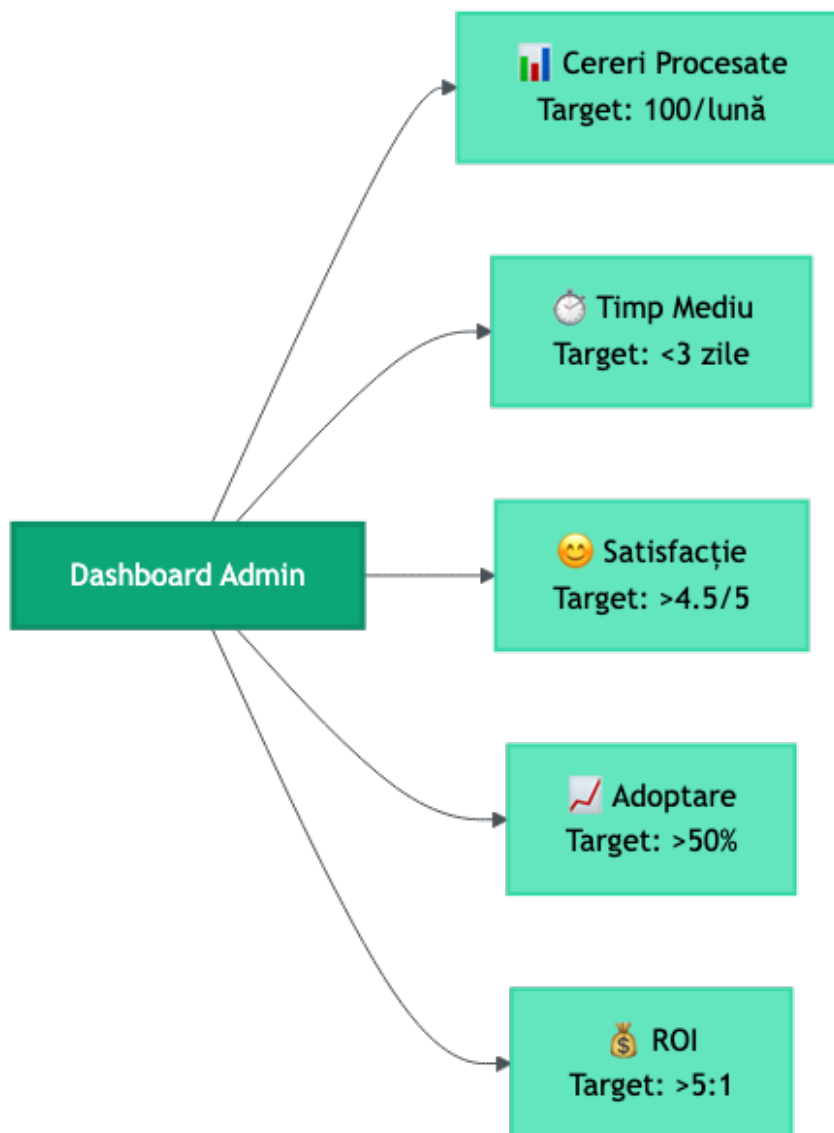 Cereri Procesate
Target: 100/lună
Timp Mediu
Target: <3 zile
Satisfacție
Target: >4.5/5
Dashboard Admin
Adoptare
Target: >50%
ROI
Target: >5:1